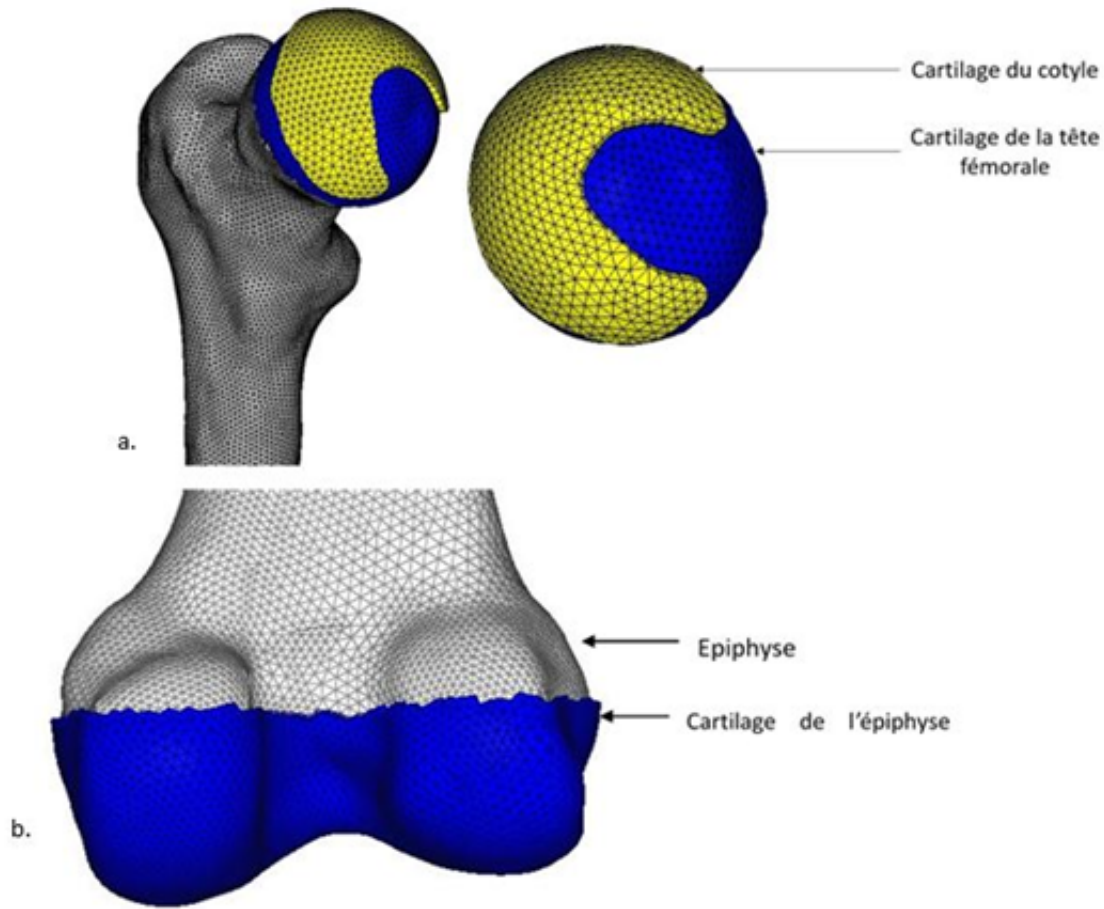 Cartilage du cotyle
Cartilage de la tête
fémorale
a.
Epiphyse
Cartilage de l'épiphyse
b.